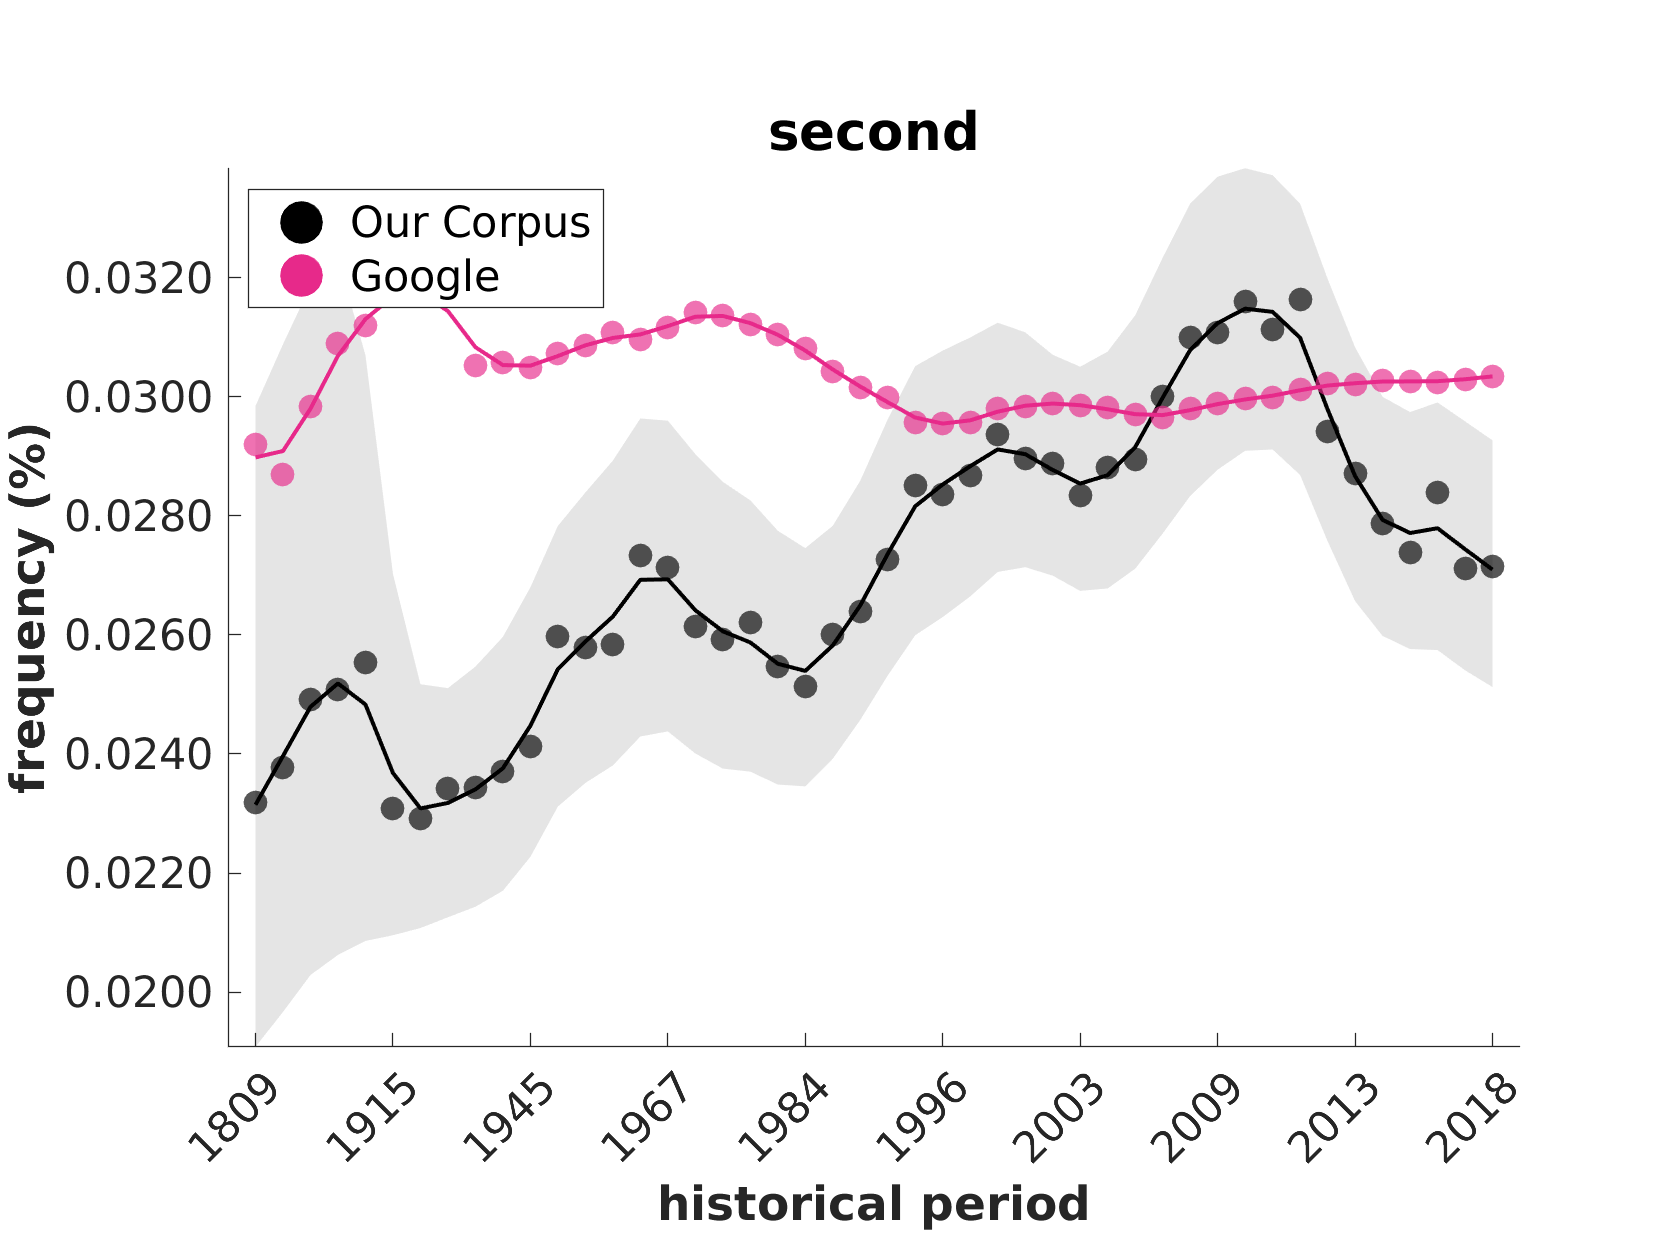 second
Our Corpus
Google
frequency (%)
0.0320
0.0300
0.0280
0.0260
0.0240
0.0220
0.0200
1809 1915 1945 1967 1984 1996 2003 2009 2013 2018
historical period